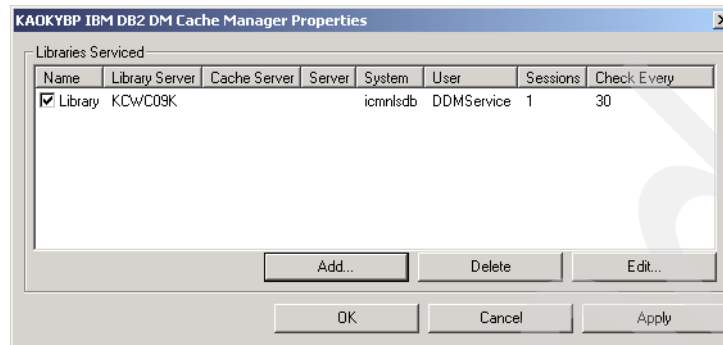 KAOKYBP IBM DB2 DM Cache Manager Properties
Libraries Serviced
Name Library Server Cache Server Server System User Sessions Check Every
Library KCWC09K icmnlsdb DDMService 1 30
Add... Delete Edit...
OK Cancel Apply